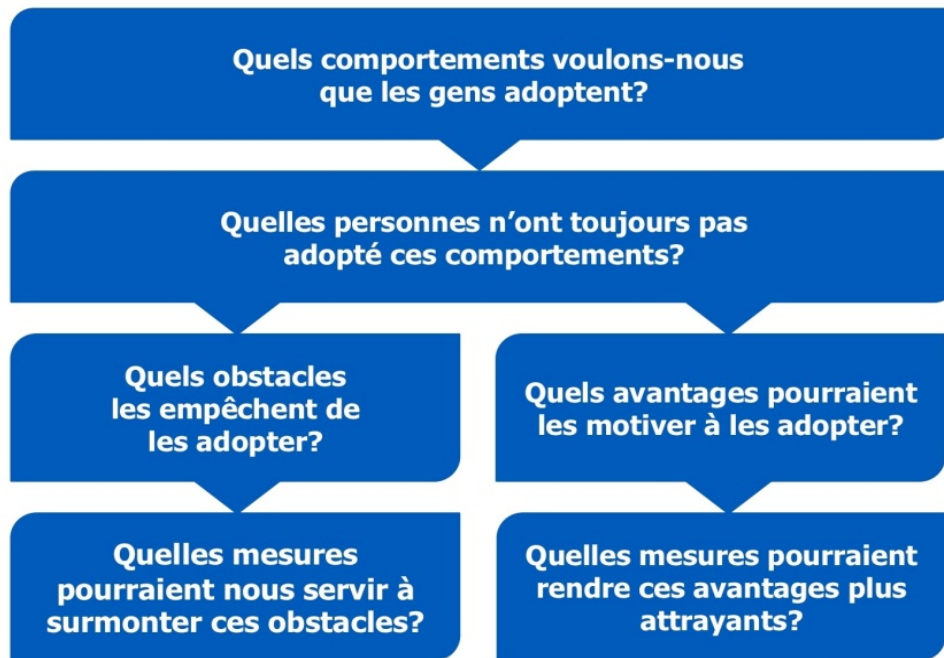 Quels comportements voulons-nous
que les gens adoptent?
Quelles personnes n’ont toujours pas
adopté ces comportements?
Quels obstacles
les empêchent de
les adopter?
Quels avantages pourraient
les motiver à les adopter?
Quelles mesures
pourraient nous servir à
surmonter ces obstacles?
Quelles mesures pourraient
rendre ces avantages plus
attrayants?